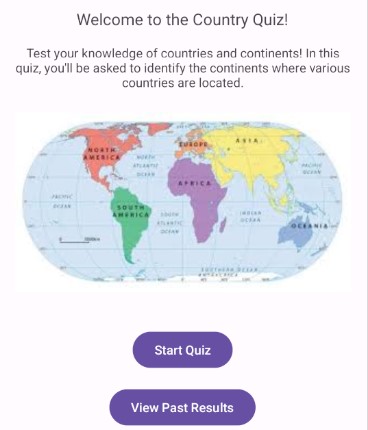 Welcome to the Country Quiz!
Test your knowledge of countries and continents! In this
quiz, you'll be asked to identify the continents where various
countries are located.
NORTH
AMERICA
NORTH
ATLANTIC
OCEAN
EUROPE
ASIA
PACIFIC
OCEAN
AFRICA
PACIFIC
OCEAN
SOUTH
AMERICA
SOUTH
ATLANTIC
OCEAN
INDIAN
OCEAN
OCEANIA
SOUTHERN OCEAN
ANTARCTICA
Start Quiz
View Past Results